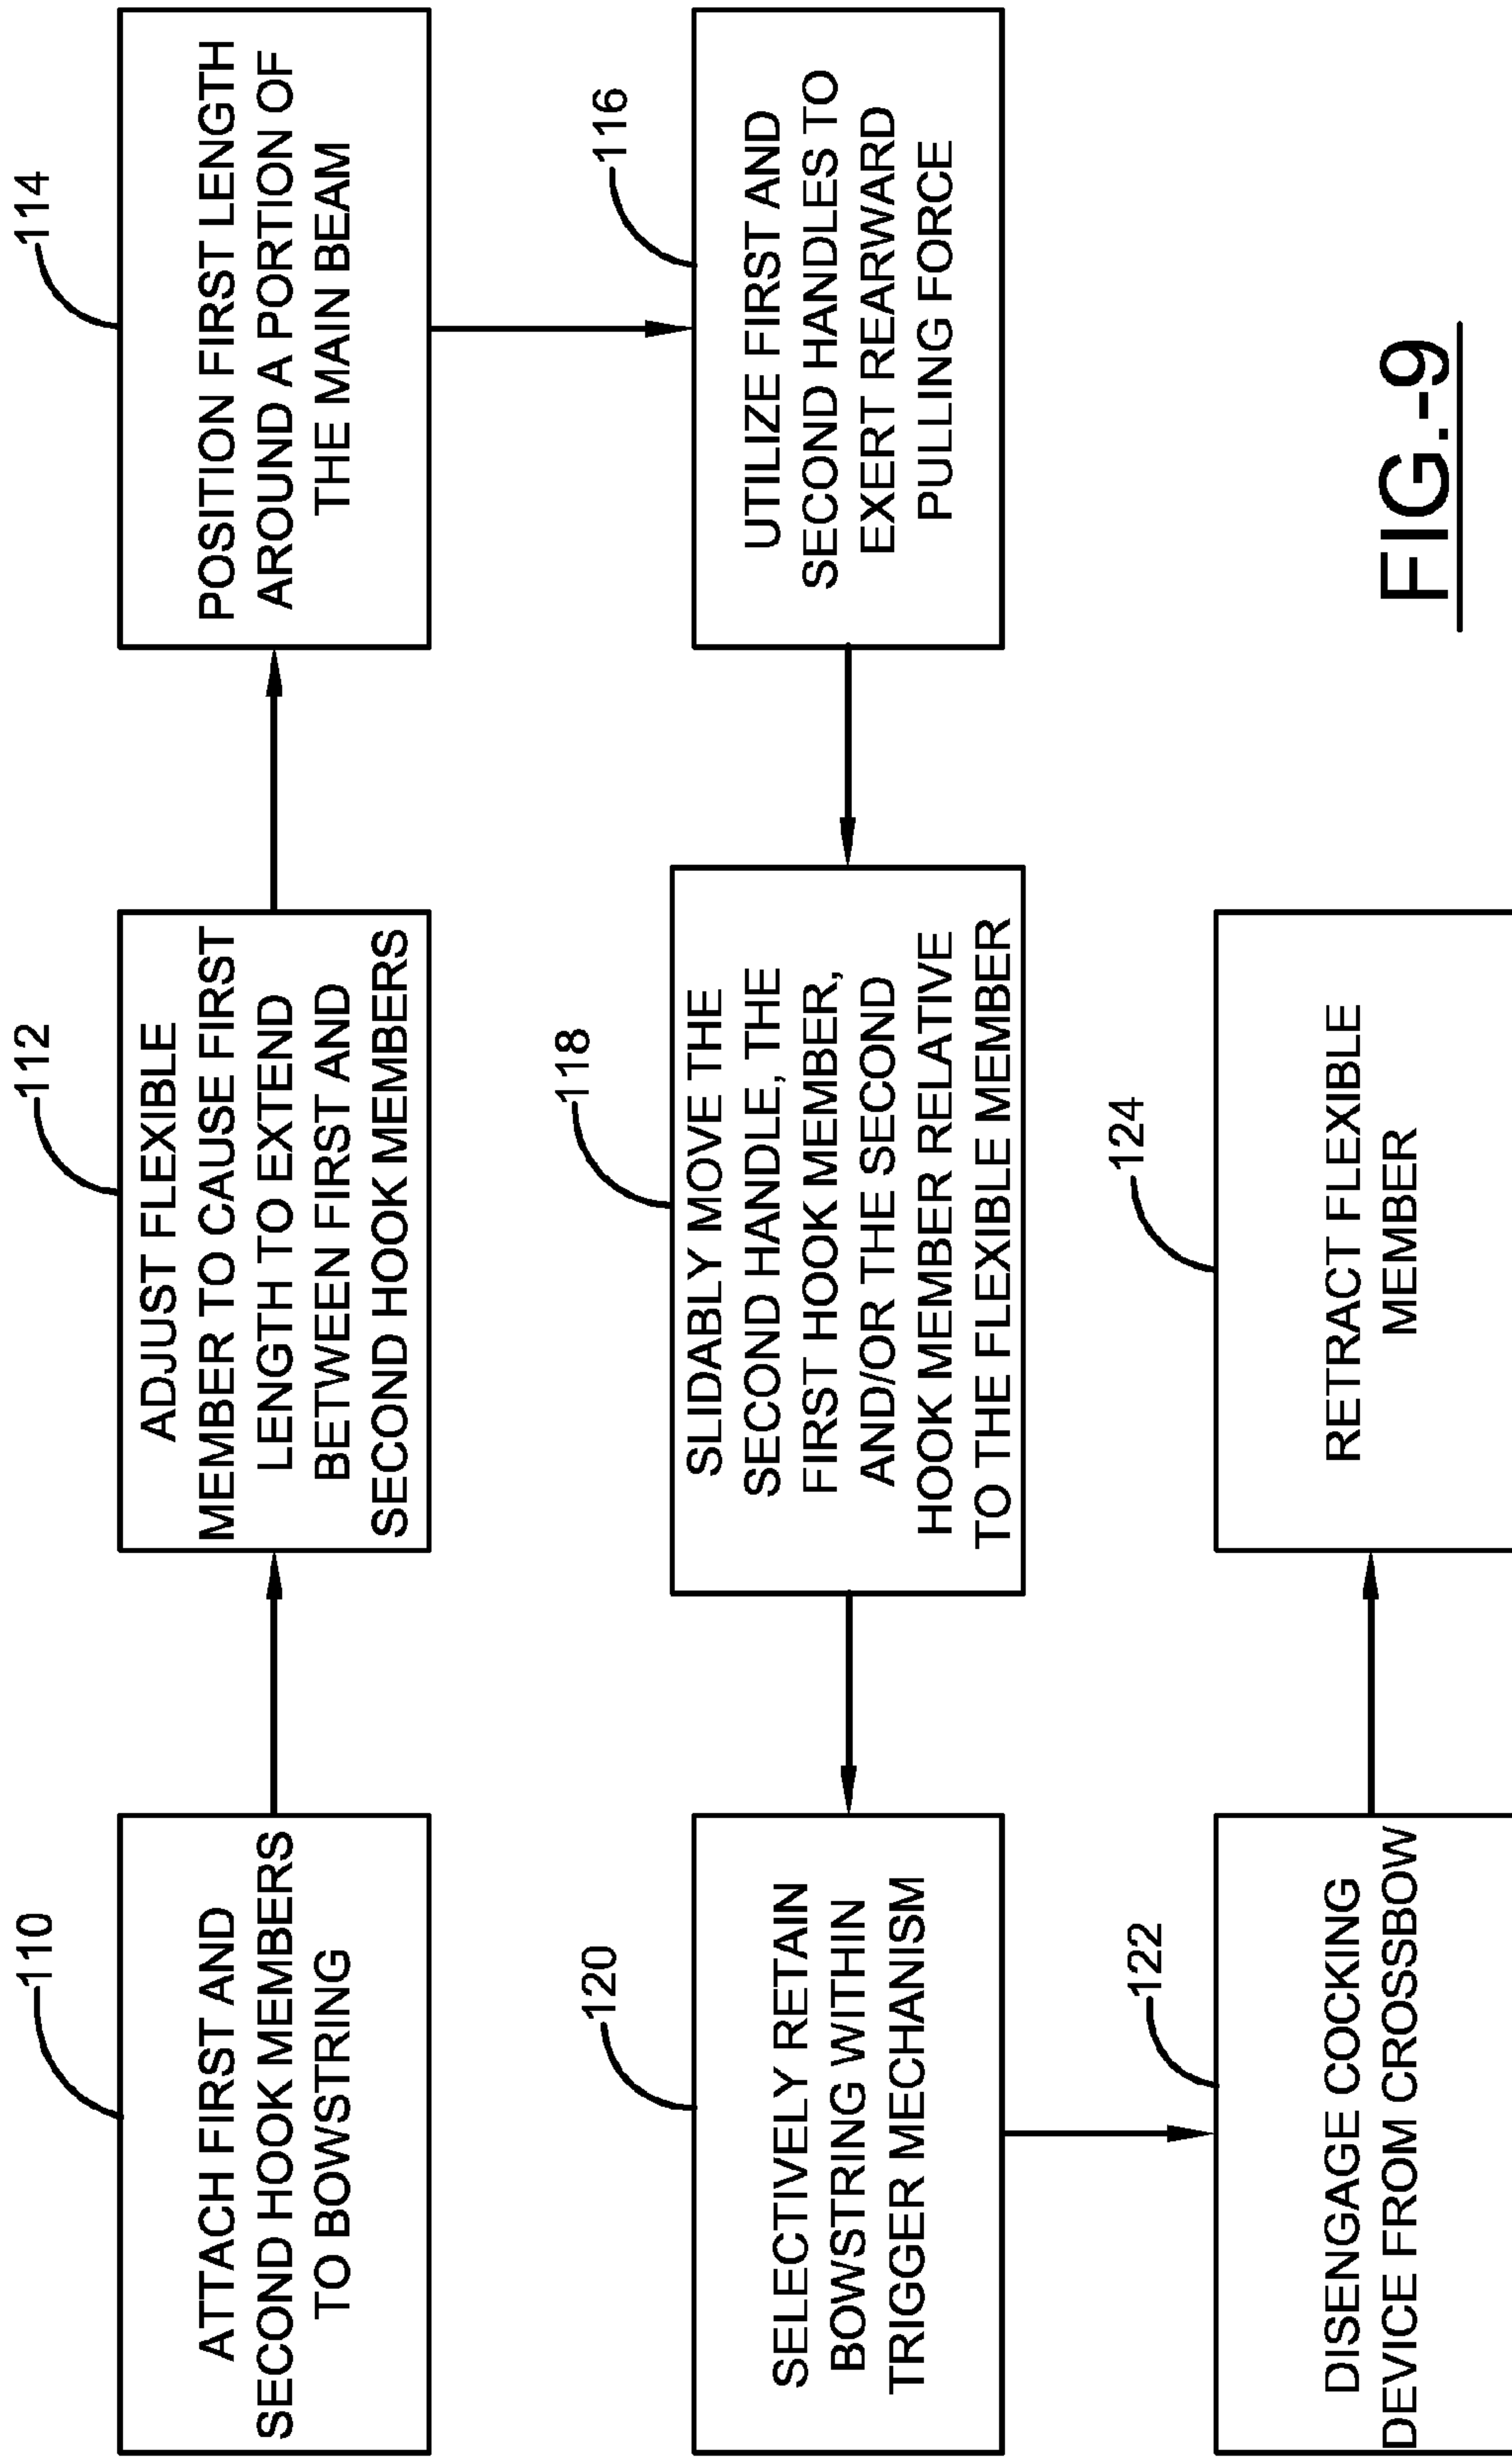 110
ATTACH FIRST AND
SECOND HOOK MEMBERS
TO BOWSTRING
112
ADJUST FLEXIBLE
MEMBER TO CAUSE FIRST
LENGTH TO EXTEND
BETWEEN FIRST AND
SECOND HOOK MEMBERS
114
POSITION FIRST LENGTH
AROUND A PORTION OF
THE MAIN BEAM
116
UTILIZE FIRST AND
SECOND HANDLES TO
EXERT REARWARD
PULLING FORCE
118
SLIDABLY MOVE THE
SECOND HANDLE, THE
FIRST HOOK MEMBER,
AND/OR THE SECOND
HOOK MEMBER RELATIVE
TO THE FLEXIBLE MEMBER
120
SELECTIVELY RETAIN
BOWSTRING WITHIN
TRIGGER MECHANISM
122
DISENGAGE COCKING
DEVICE FROM CROSSBOW
124
RETRACT FLEXIBLE
MEMBER
FIG.-9